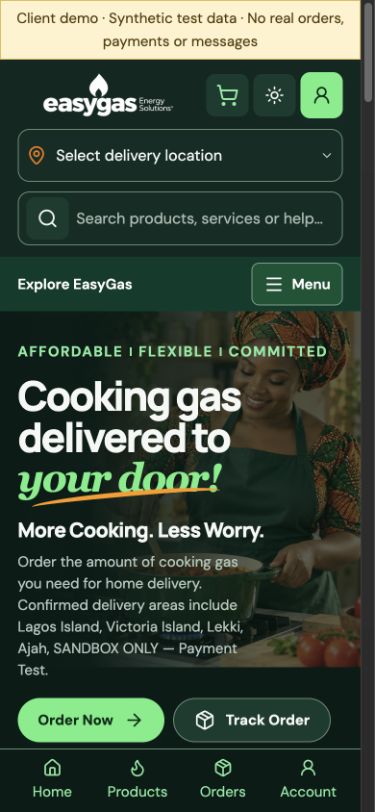 Client demo · Synthetic test data · No real orders,
payments or messages
easygas Energy
Solutions
Select delivery location
Search products, services or help...
Explore EasyGas
Menu
AFFORDABLE I FLEXIBLE I COMMITTED
Cooking gas
delivered to
your door!
More Cooking. Less Worry.
Order the amount of cooking gas
you need for home delivery.
Confirmed delivery areas include
Lagos Island, Victoria Island, Lekki,
Ajah, SANDBOX ONLY — Payment
Test.
Order Now
Track Order
Home
Products
Orders
Account